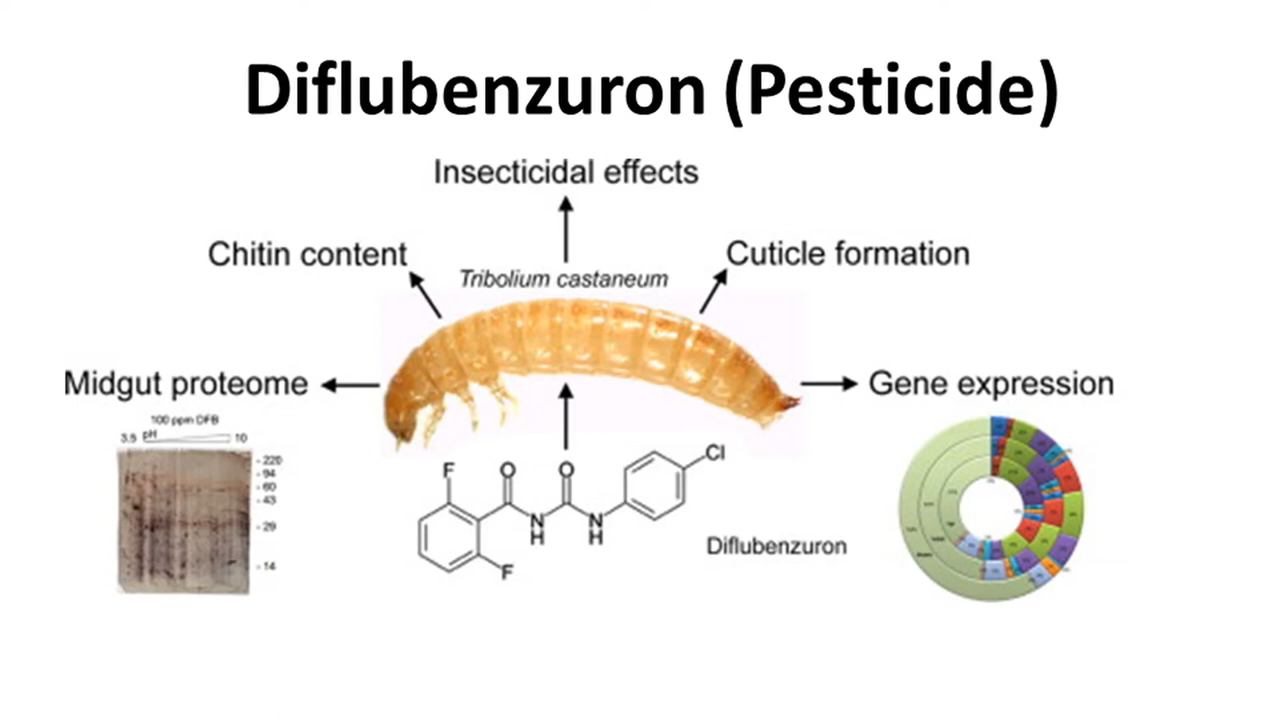 Diflubenzuron (Pesticide)
Insecticidal effects
Chitin content
Cuticle formation
Tribolium castaneum
Midgut proteome
Gene expression
100 ppm DFB
3.5 pH 10
- 220
- 94
- 60
- 43
- 29
- 14
F
O
O
Cl
N
H
N
H
F
Diflubenzuron